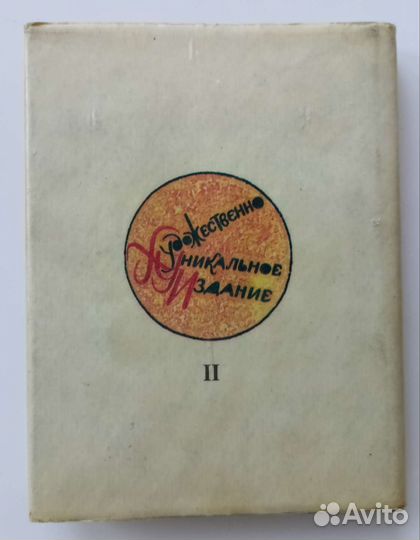 Художественно
Уникальное
Издание
II
Avito